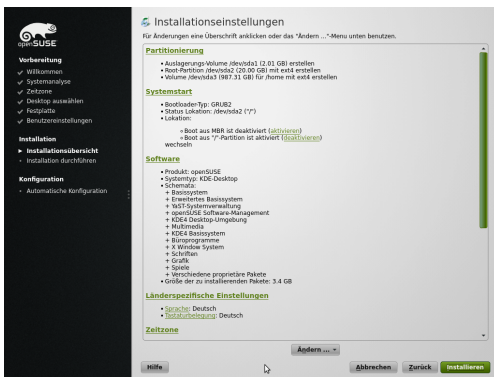 openSUSE
Vorbereitung
Willkommen
Systemanalyse
Zeitzone
Desktop auswählen
Festplatte
Benutzereinstellungen
Installation
Installationsübersicht
Installation durchführen
Konfiguration
Automatische Konfiguration
Installationseinstellungen
Für Änderungen eine Überschrift anklicken oder das "Ändern ..."-Menu unten benutzen.
Partitionierung
• Auslagerungs-Volume /dev/sda1 (2.01 GB) erstellen
• Root-Partition /dev/sda2 (20.00 GB) mit ext4 erstellen
• Volume /dev/sda3 (987.31 GB) für /home mit ext4 erstellen
Systemstart
• Bootloader-Typ: GRUB2
• Status Lokation: /dev/sda2 ("/")
• Lokation:
Boot aus MBR ist deaktiviert (aktivieren)
Boot aus "/"-Partition ist aktiviert (deaktivieren)
wechseln
Software
• Produkt: openSUSE
• Systemtyp: KDE-Desktop
• Schemata:
+ Basissystem
+ Erweitertes Basissystem
+ YaST-Systemverwaltung
+ openSUSE Software-Management
+ KDE4 Desktop-Umgebung
+ Multimedia
+ KDE4 Basissystem
+ Büroprogramme
+ X Window System
+ Schriften
+ Grafik
+ Spiele
+ Verschiedene proprietäre Pakete
• Größe der zu installierenden Pakete: 3.4 GB
Länderspezifische Einstellungen
• Sprache: Deutsch
• Tastaturbelegung: Deutsch
Zeitzone
Ändern ...
Hilfe
Abbrechen
Zurück
Installieren